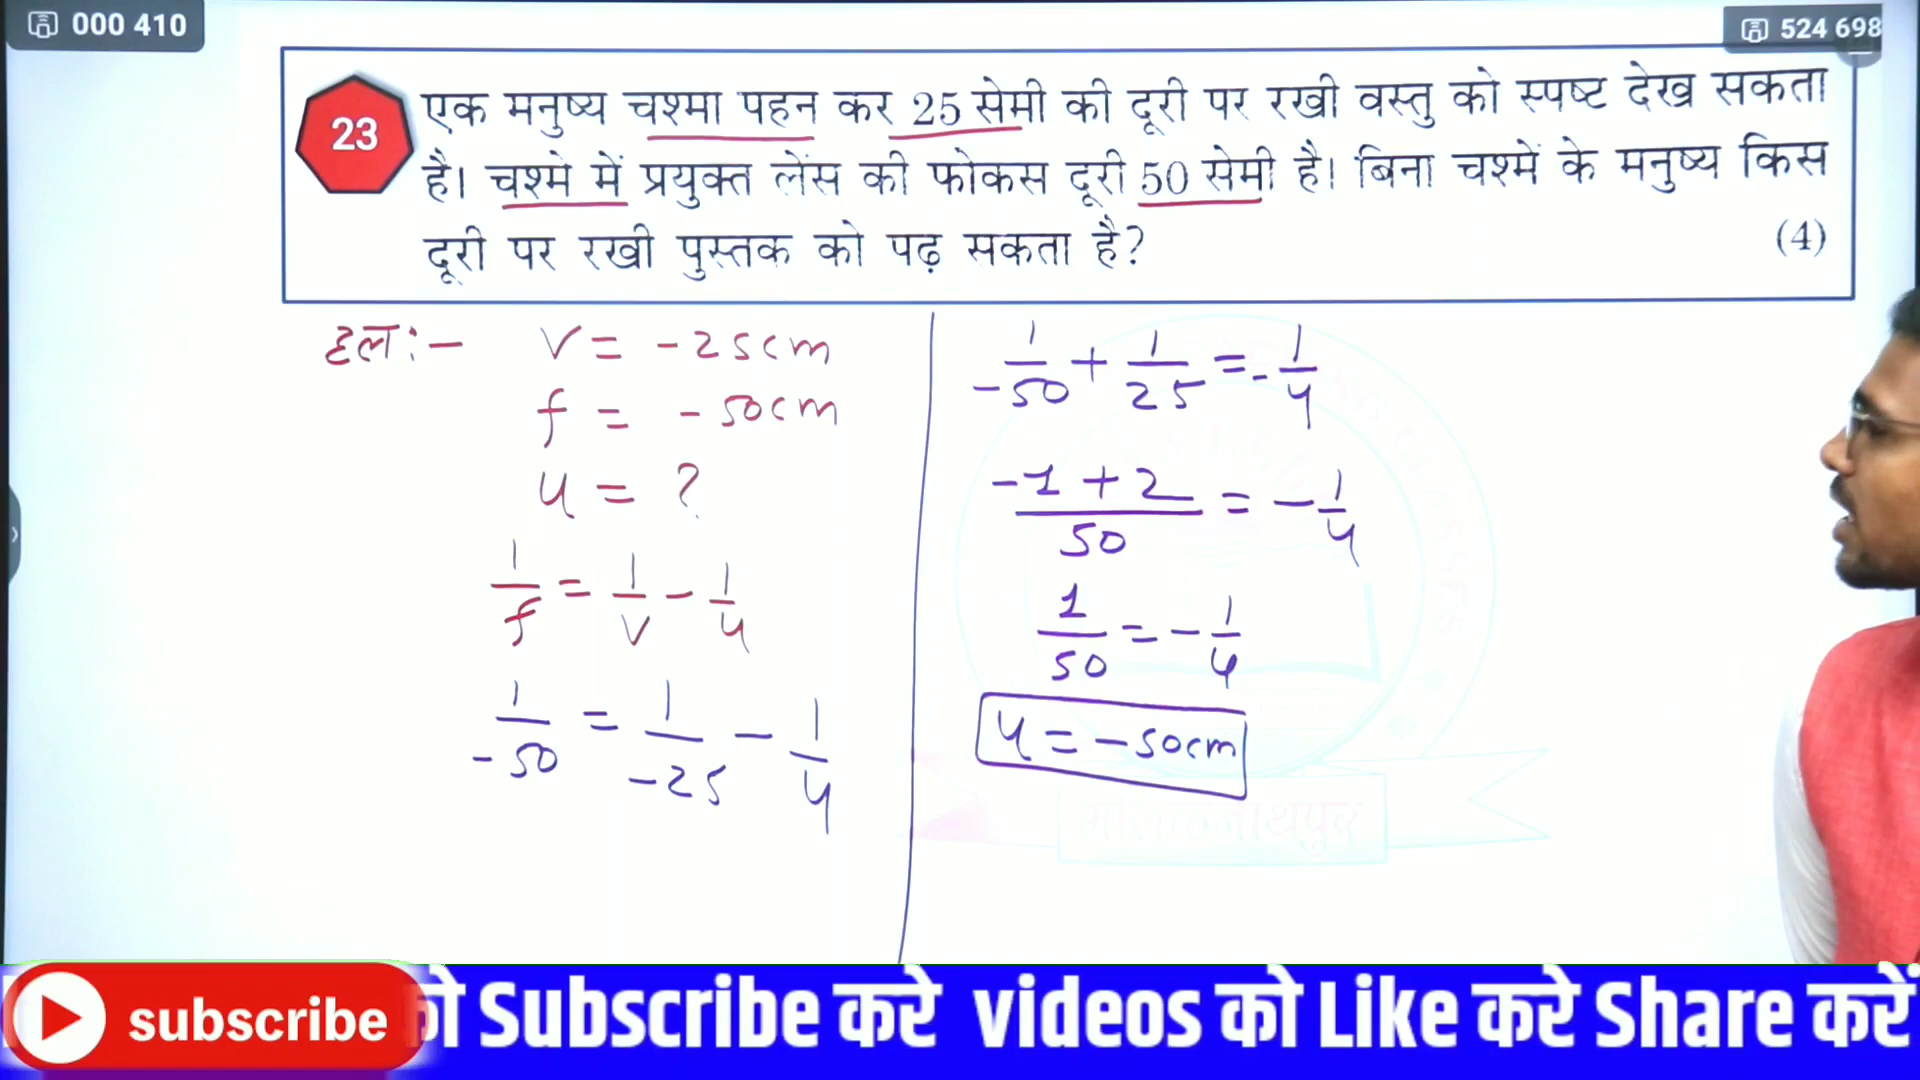 000 410
524 698
23
एक मनुष्य चश्मा पहन कर 25 सेमी की दूरी पर रखी वस्तु को स्पष्ट देख सकता
है। चश्मे में प्रयुक्त लेंस की फोकस दूरी 50 सेमी है। बिना चश्में के मनुष्य किस
दूरी पर रखी पुस्तक को पढ़ सकता है?
(4)
हलः- v = -25cm
f = -50cm
u = ?
1/f = 1/v - 1/u
1/-50 = 1/-25 - 1/u
1/-50 + 1/25 = -1/u
-1+2/50 = -1/u
1/50 = -1/u
u = -50cm
subscribe
को Subscribe करे videos को Like करे Share करें